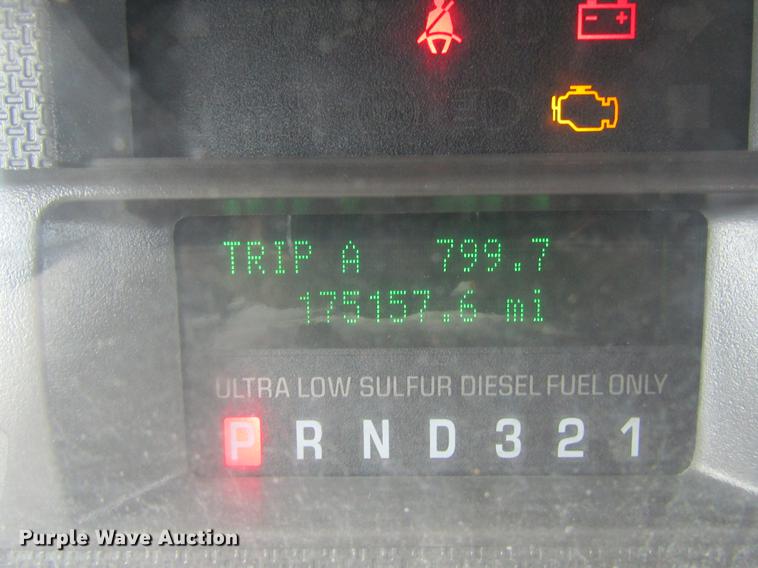 TRIP A 799.7
175157.6 mi
ULTRA LOW SULFUR DIESEL FUEL ONLY
P R N D 3 2 1
Purple Wave Auction